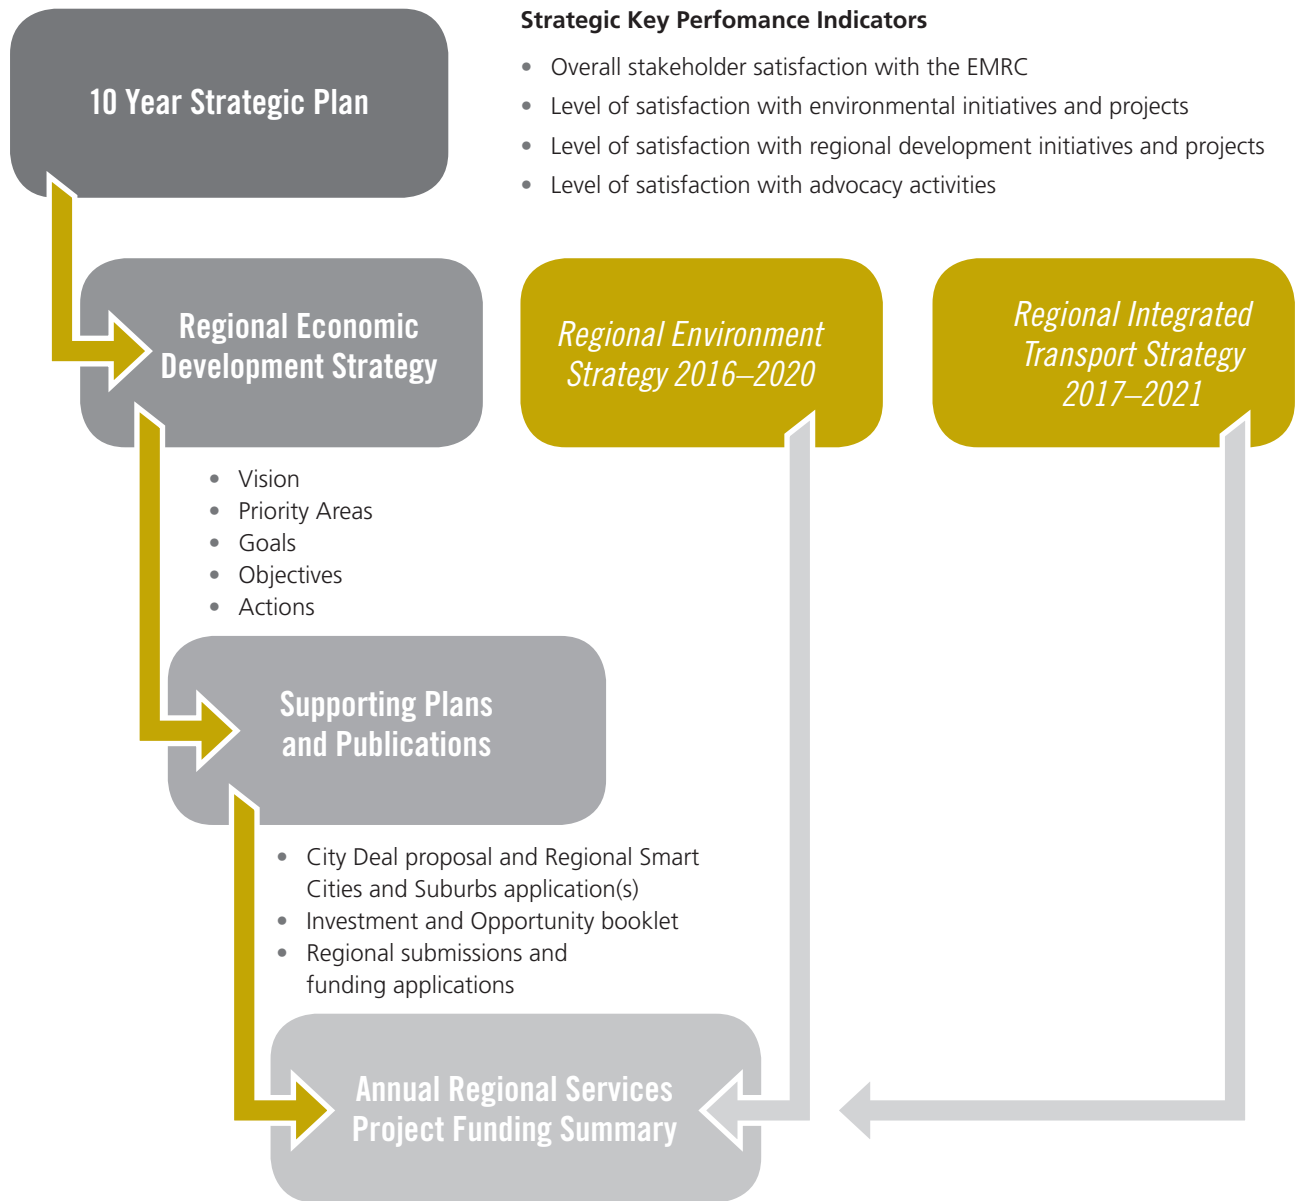 Strategic Key Perfomance Indicators
• Overall stakeholder satisfaction with the EMRC
• Level of satisfaction with environmental initiatives and projects
• Level of satisfaction with regional development initiatives and projects
• Level of satisfaction with advocacy activities
10 Year Strategic Plan
Regional Economic
Development Strategy
Regional Environment
Strategy 2016–2020
Regional Integrated
Transport Strategy
2017–2021
• Vision
• Priority Areas
• Goals
• Objectives
• Actions
Supporting Plans
and Publications
• City Deal proposal and Regional Smart
Cities and Suburbs application(s)
• Investment and Opportunity booklet
• Regional submissions and
funding applications
Annual Regional Services
Project Funding Summary